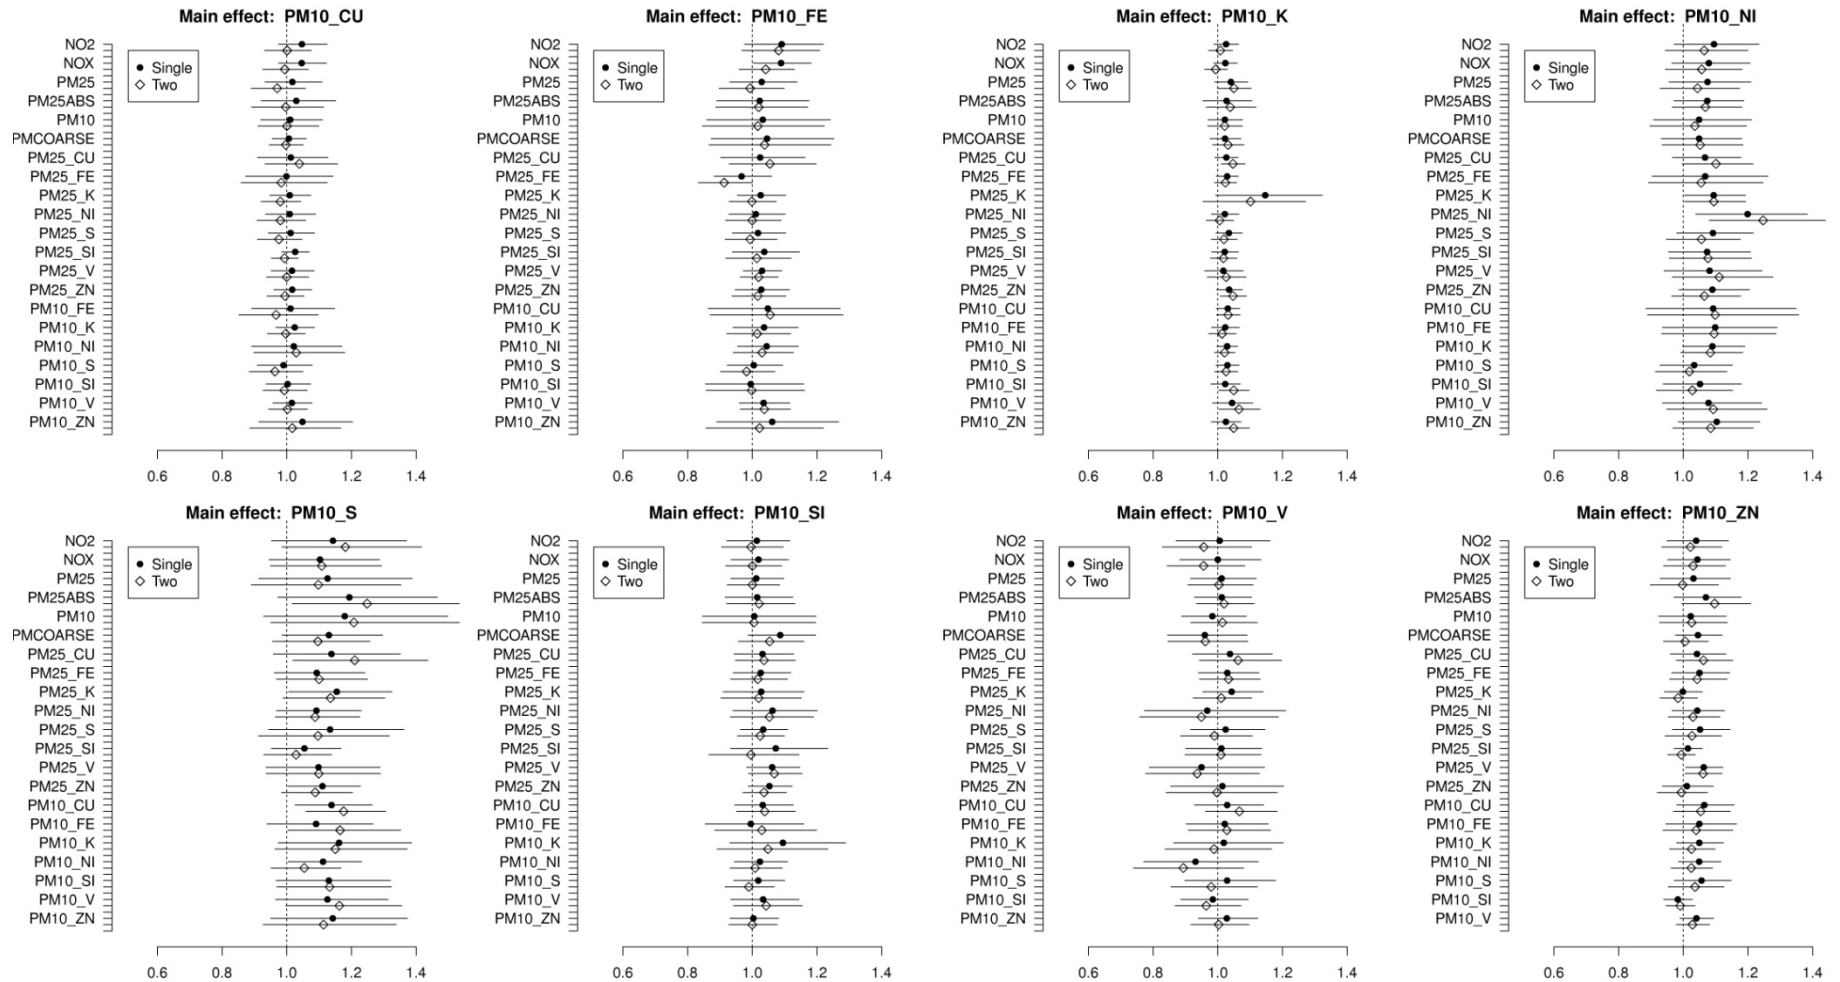 Main effect: PM10_CU
NO2
NOX
PM25
PM25ABS
PM10
PMCOARSE
PM25_CU
PM25_FE
PM25_K
PM25_NI
PM25_S
PM25_SI
PM25_V
PM25_ZN
PM10_FE
PM10_K
PM10_NI
PM10_S
PM10_SI
PM10_V
PM10_ZN
Single
Two
0.6 0.8 1.0 1.2 1.4
Main effect: PM10_FE
NO2
NOX
PM25
PM25ABS
PM10
PMCOARSE
PM25_CU
PM25_FE
PM25_K
PM25_NI
PM25_S
PM25_SI
PM25_V
PM25_ZN
PM10_CU
PM10_K
PM10_NI
PM10_S
PM10_SI
PM10_V
PM10_ZN
Single
Two
0.6 0.8 1.0 1.2 1.4
Main effect: PM10_K
NO2
NOX
PM25
PM25ABS
PM10
PMCOARSE
PM25_CU
PM25_FE
PM25_K
PM25_NI
PM25_S
PM25_SI
PM25_V
PM25_ZN
PM10_CU
PM10_FE
PM10_NI
PM10_S
PM10_SI
PM10_V
PM10_ZN
Single
Two
0.6 0.8 1.0 1.2 1.4
Main effect: PM10_NI
NO2
NOX
PM25
PM25ABS
PM10
PMCOARSE
PM25_CU
PM25_FE
PM25_K
PM25_NI
PM25_S
PM25_SI
PM25_V
PM25_ZN
PM10_CU
PM10_FE
PM10_K
PM10_S
PM10_SI
PM10_V
PM10_ZN
Single
Two
0.6 0.8 1.0 1.2 1.4
Main effect: PM10_S
NO2
NOX
PM25
PM25ABS
PM10
PMCOARSE
PM25_CU
PM25_FE
PM25_K
PM25_NI
PM25_S
PM25_SI
PM25_V
PM25_ZN
PM10_CU
PM10_FE
PM10_K
PM10_NI
PM10_SI
PM10_V
PM10_ZN
Single
Two
0.6 0.8 1.0 1.2 1.4
Main effect: PM10_SI
NO2
NOX
PM25
PM25ABS
PM10
PMCOARSE
PM25_CU
PM25_FE
PM25_K
PM25_NI
PM25_S
PM25_SI
PM25_V
PM25_ZN
PM10_CU
PM10_FE
PM10_K
PM10_NI
PM10_S
PM10_V
PM10_ZN
Single
Two
0.6 0.8 1.0 1.2 1.4
Main effect: PM10_V
NO2
NOX
PM25
PM25ABS
PM10
PMCOARSE
PM25_CU
PM25_FE
PM25_K
PM25_NI
PM25_S
PM25_SI
PM25_V
PM25_ZN
PM10_CU
PM10_FE
PM10_K
PM10_NI
PM10_S
PM10_SI
PM10_ZN
Single
Two
0.6 0.8 1.0 1.2 1.4
Main effect: PM10_ZN
NO2
NOX
PM25
PM25ABS
PM10
PMCOARSE
PM25_CU
PM25_FE
PM25_K
PM25_NI
PM25_S
PM25_SI
PM25_V
PM25_ZN
PM10_CU
PM10_FE
PM10_K
PM10_NI
PM10_S
PM10_SI
PM10_V
Single
Two
0.6 0.8 1.0 1.2 1.4